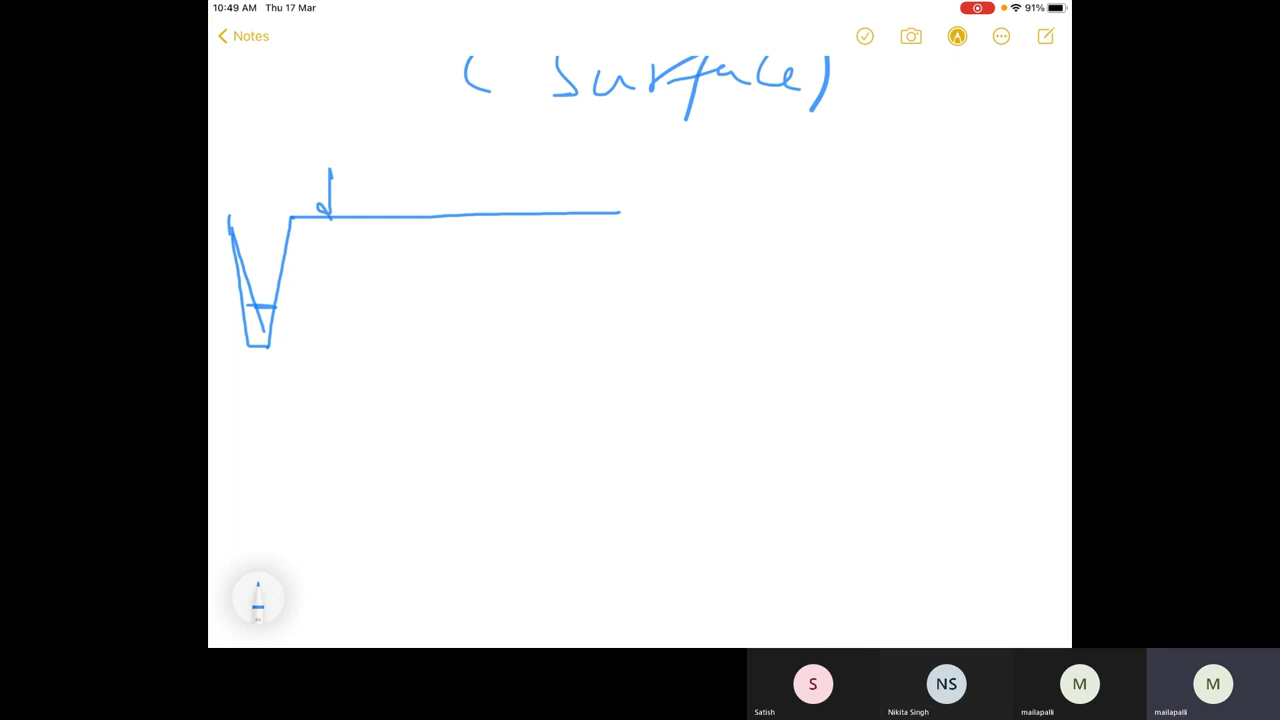 10:49 AM Thu 17 Mar 91%
Notes
( Surface)
S NS M M
Satish Nikita Singh mailapalli mailapalli